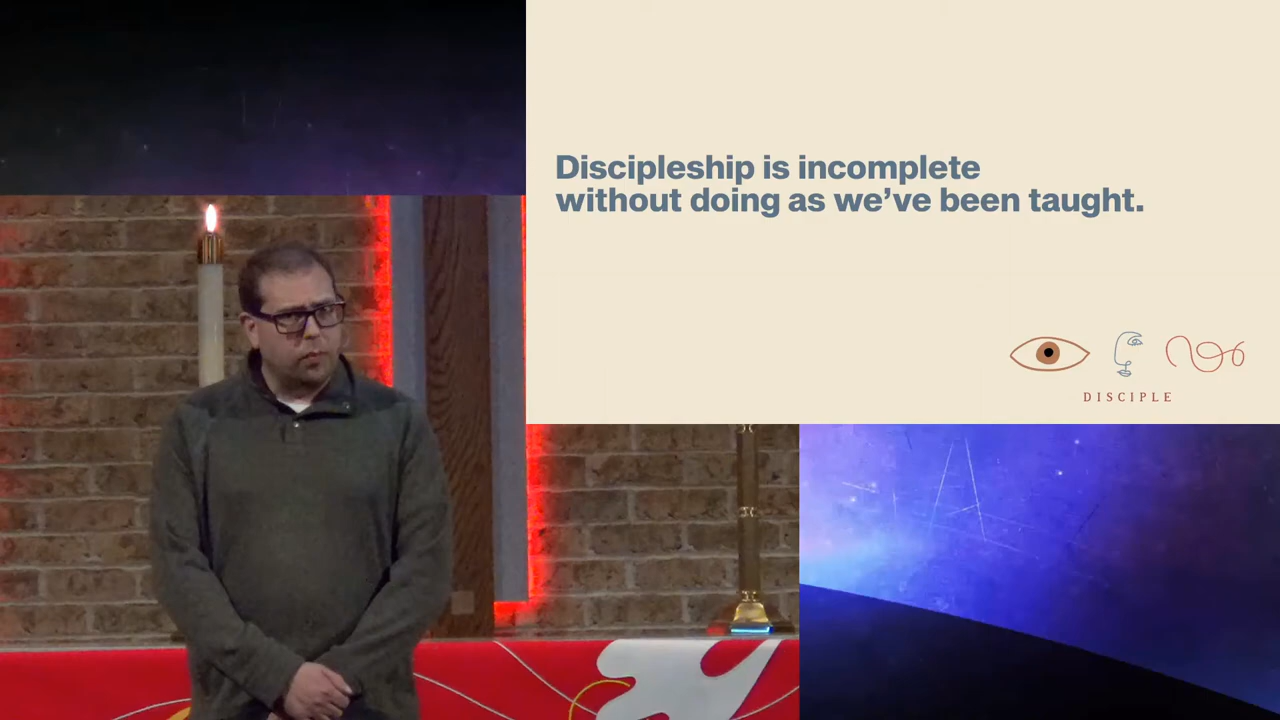 Discipleship is incomplete
without doing as we’ve been taught.
DISCIPLE